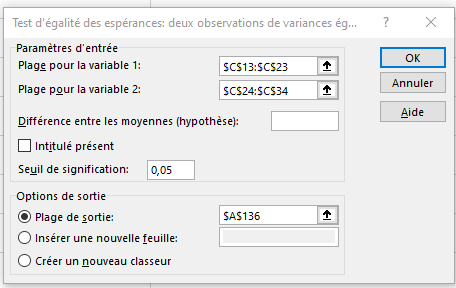 Test d'égalité des espérances: deux observations de variances ég... ? ×
Paramètres d'entrée
Plage pour la variable 1: $C$13:$C$23
OK
Plage pour la variable 2: $C$24:$C$34
Annuler
Différence entre les moyennes (hypothèse):
Aide
Intitulé présent
Seuil de signification: 0,05
Options de sortie
Plage de sortie: $A$136
Insérer une nouvelle feuille:
Créer un nouveau classeur